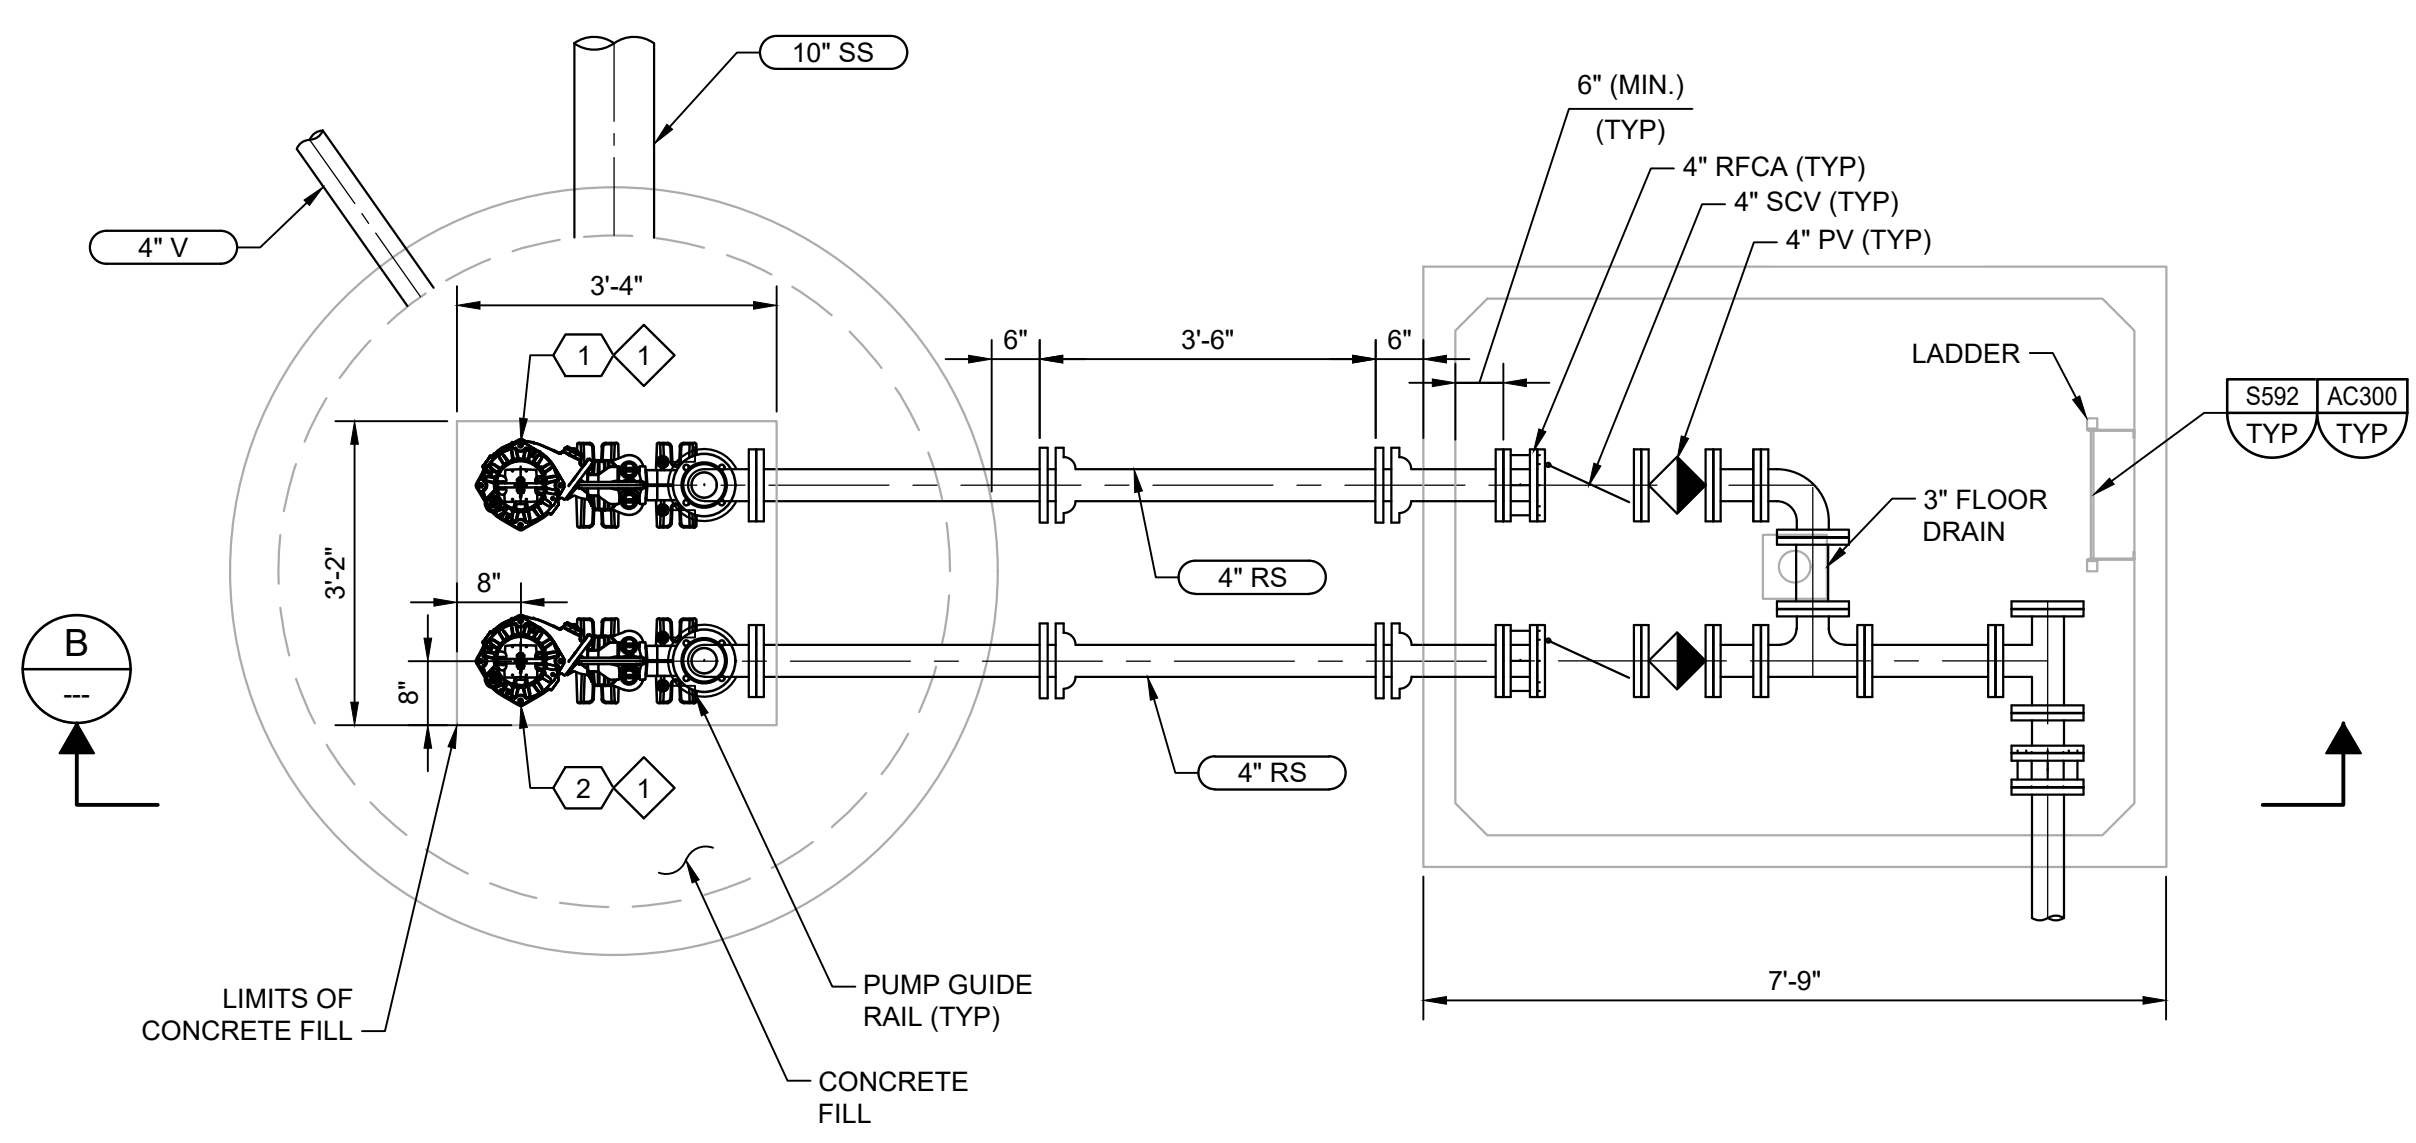 10" SS
6" (MIN.)
(TYP)
4" RFCA (TYP)
4" SCV (TYP)
4" PV (TYP)
4" V
3'-4"
6"
3'-6"
6"
1
1
LADDER
S592
AC300
TYP
TYP
3" FLOOR
DRAIN
3'-2"
8"
4" RS
8"
B
---
2
1
4" RS
LIMITS OF
CONCRETE FILL
PUMP GUIDE
RAIL (TYP)
7'-9"
CONCRETE
FILL